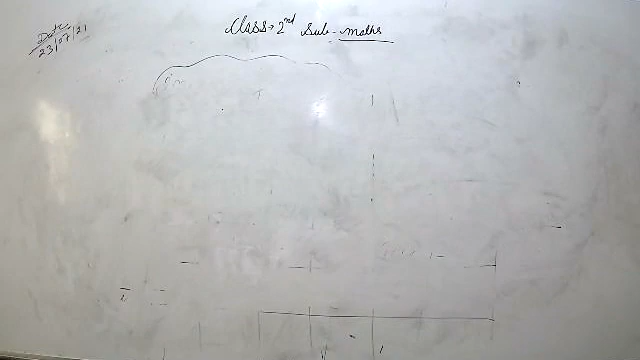 Date
23/07/21
Class → 2nd Sub - maths